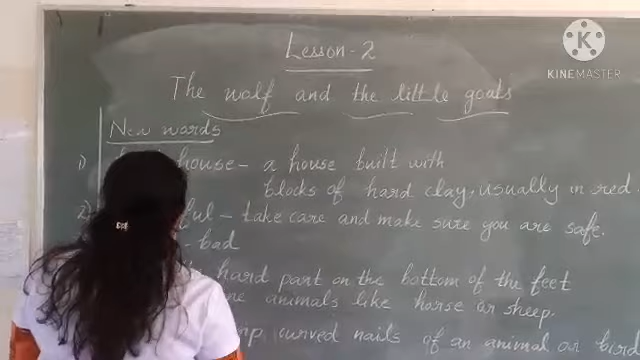 Lesson - 2
KINEMASTER
The wolf and the little goats
New words
1) house - a house built with
blocks of hard clay, usually in red.
2) ful - take care and make sure you are safe.
- bad
hard part on the bottom of the feet
animals like horse or sheep.
curved nails of an animal or bird